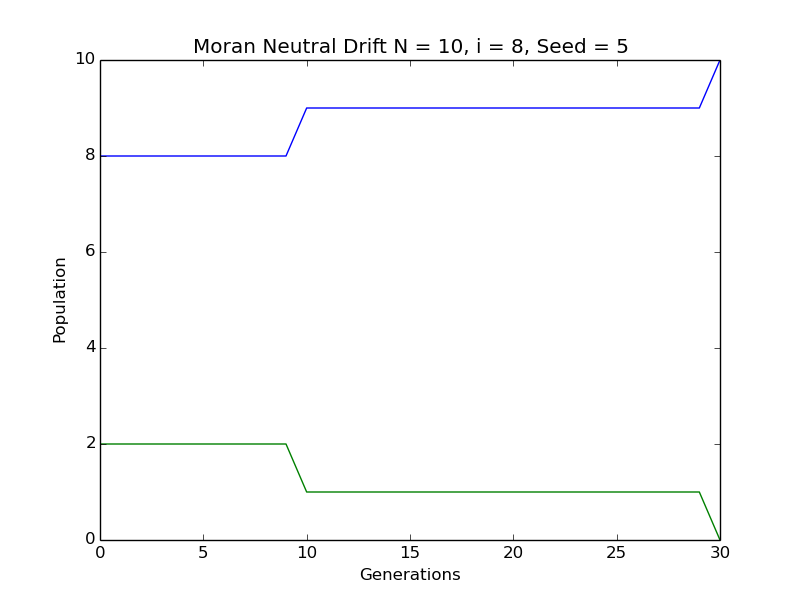 Moran Neutral Drift N = 10, i = 8, Seed = 5
10
8
6
4
2
0
Population
0 5 10 15 20 25 30
Generations